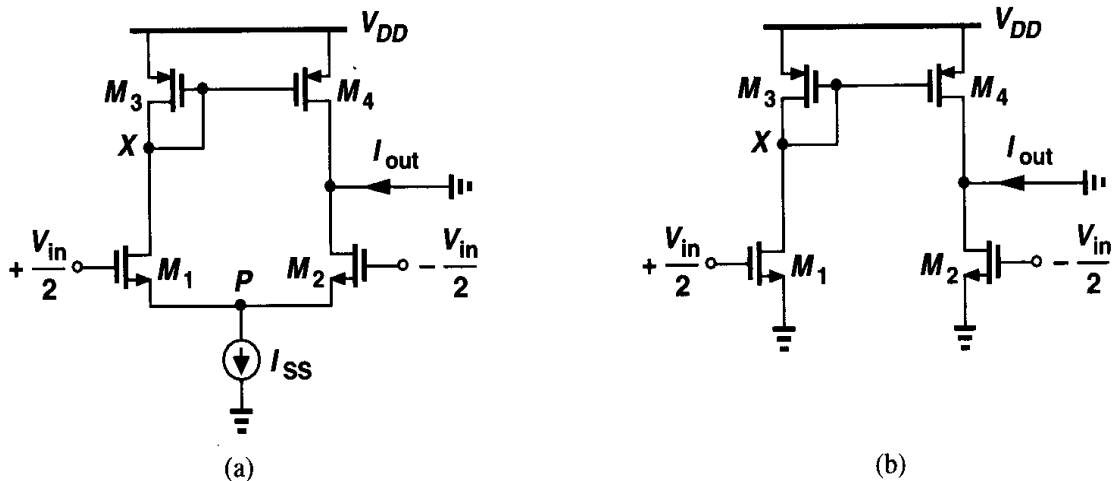 V_DD
M_3
M_4
X
I_out
+ V_in/2
M_1
M_2
− V_in/2
P
I_SS
(a)
V_DD
M_3
M_4
X
I_out
+ V_in/2
M_1
M_2
− V_in/2
(b)